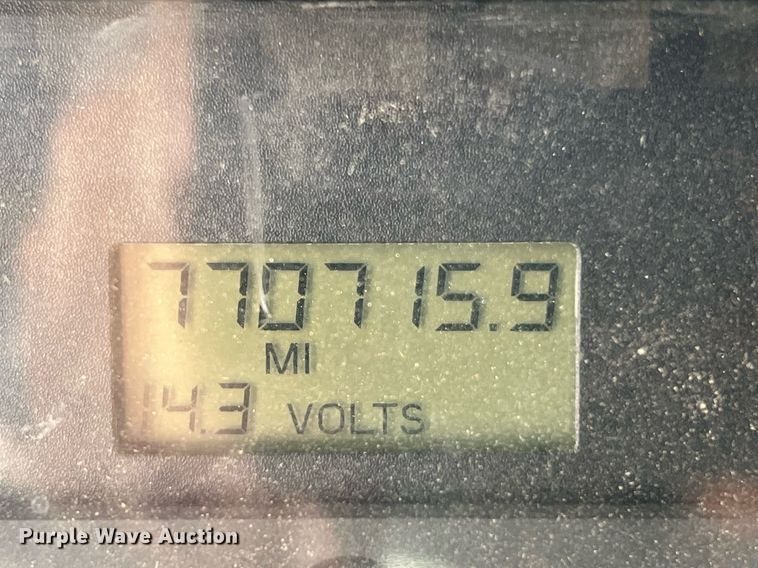 770715.9
MI
14.3 VOLTS
Purple Wave Auction